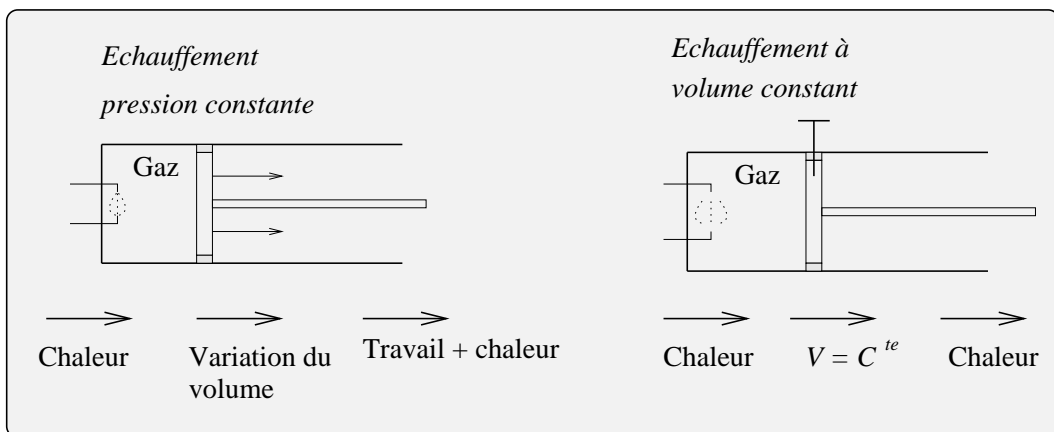 Echauffement
pression constante
Gaz
Chaleur
Variation du
volume
Travail + chaleur
Echauffement à
volume constant
Gaz
Chaleur
V = C te
Chaleur